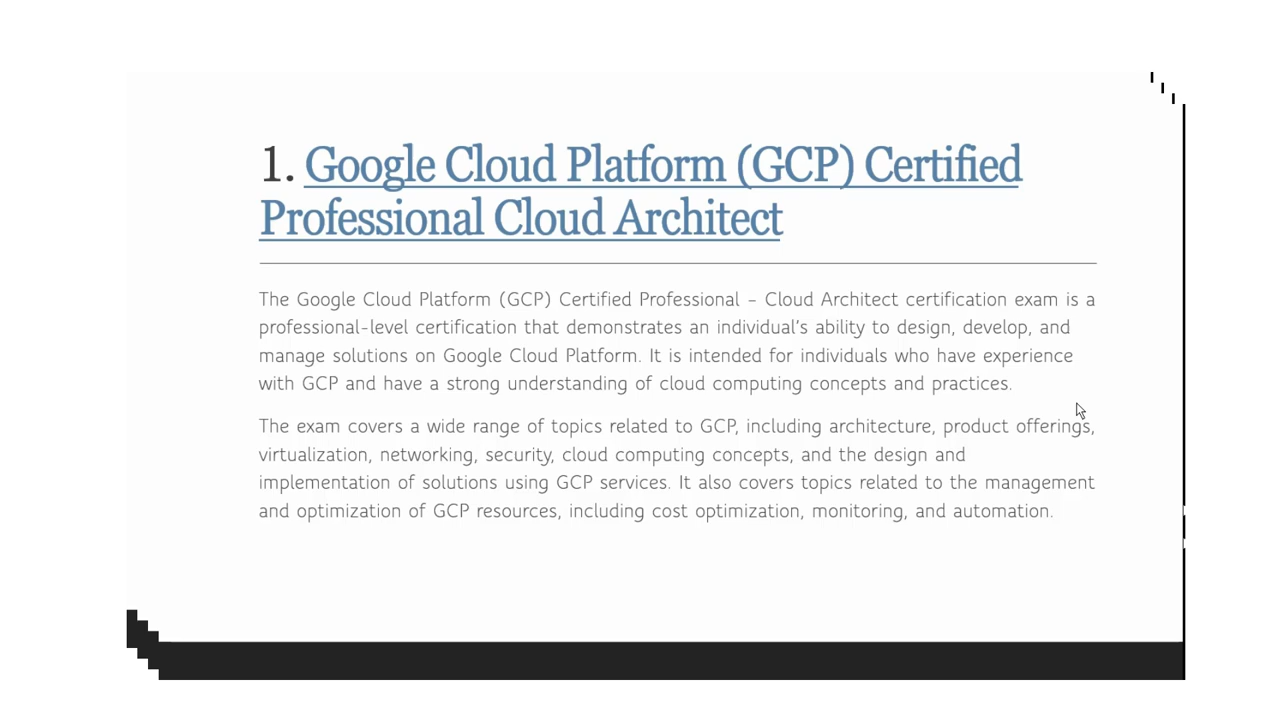 1. Google Cloud Platform (GCP) Certified
Professional Cloud Architect
The Google Cloud Platform (GCP) Certified Professional – Cloud Architect certification exam is a
professional-level certification that demonstrates an individual's ability to design, develop, and
manage solutions on Google Cloud Platform. It is intended for individuals who have experience
with GCP and have a strong understanding of cloud computing concepts and practices.
The exam covers a wide range of topics related to GCP, including architecture, product offerings,
virtualization, networking, security, cloud computing concepts, and the design and
implementation of solutions using GCP services. It also covers topics related to the management
and optimization of GCP resources, including cost optimization, monitoring, and automation.